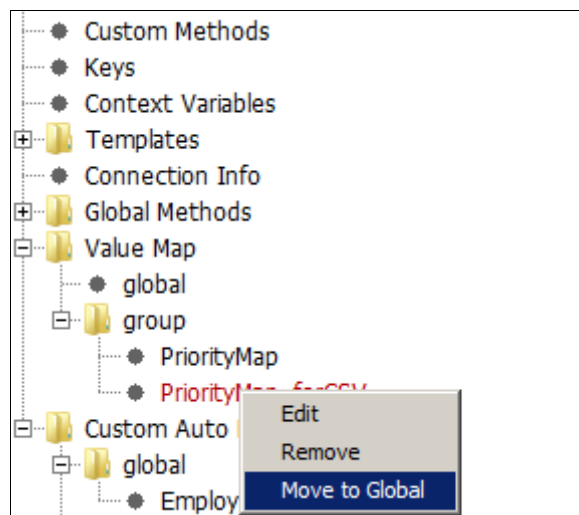 Custom Methods
Keys
Context Variables
Templates
Connection Info
Global Methods
Value Map
global
group
PriorityMap
Edit
Custom Auto
Remove
global
Move to Global
Employ